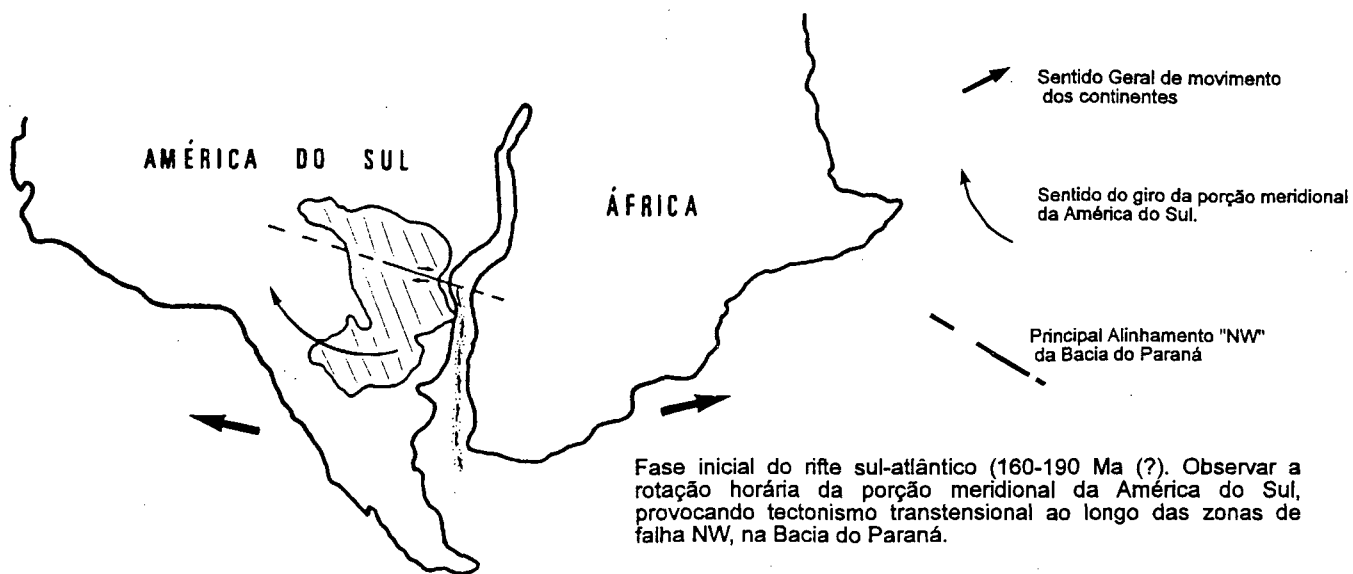 AMÉRICA DO SUL
ÁFRICA
Sentido Geral de movimento
dos continentes
Sentido do giro da porção meridional
da América do Sul.
Principal Alinhamento "NW"
da Bacia do Paraná
Fase inicial do rifte sul-atlântico (160-190 Ma (?). Observar a
rotação horária da porção meridional da América do Sul,
provocando tectonismo transtensional ao longo das zonas de
falha NW, na Bacia do Paraná.